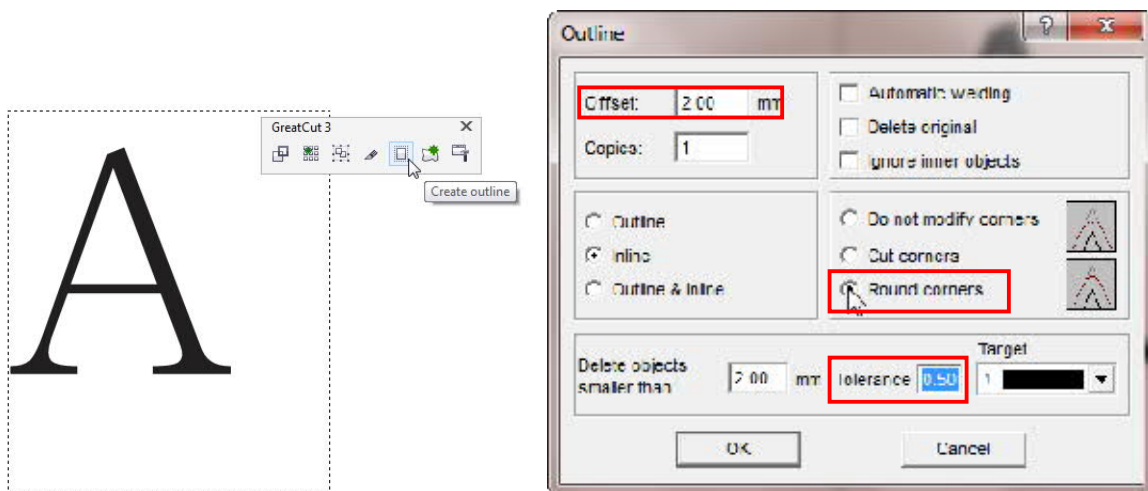 A
GreatCut 3
Create outline
Outline
Offset: 2.00 mm
Copies: 1
Automatic welding
Delete original
Ignore inner objects
Outline
Inline
Outline & Inline
Do not modify corners
Cut corners
Round corners
Delete objects smaller than 2.00 mm
Tolerance 0.50
Target
1
OK
Cancel